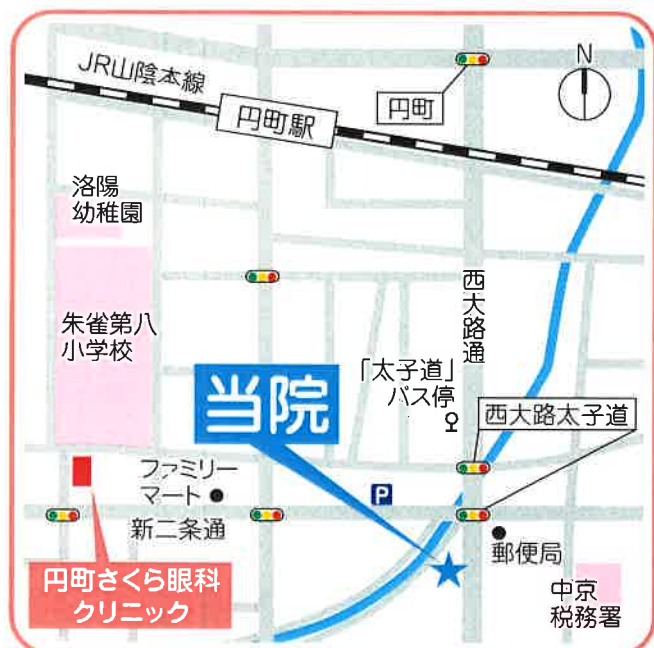 JR山陰本線
円町駅
円町
N
洛陽
幼稚園
朱雀第八
小学校
西大路通
「太子道」
バス停
当院
西大路太子道
ファミリー
マート
P
新二条通
郵便局
円町さくら眼科
クリニック
中京
税務署